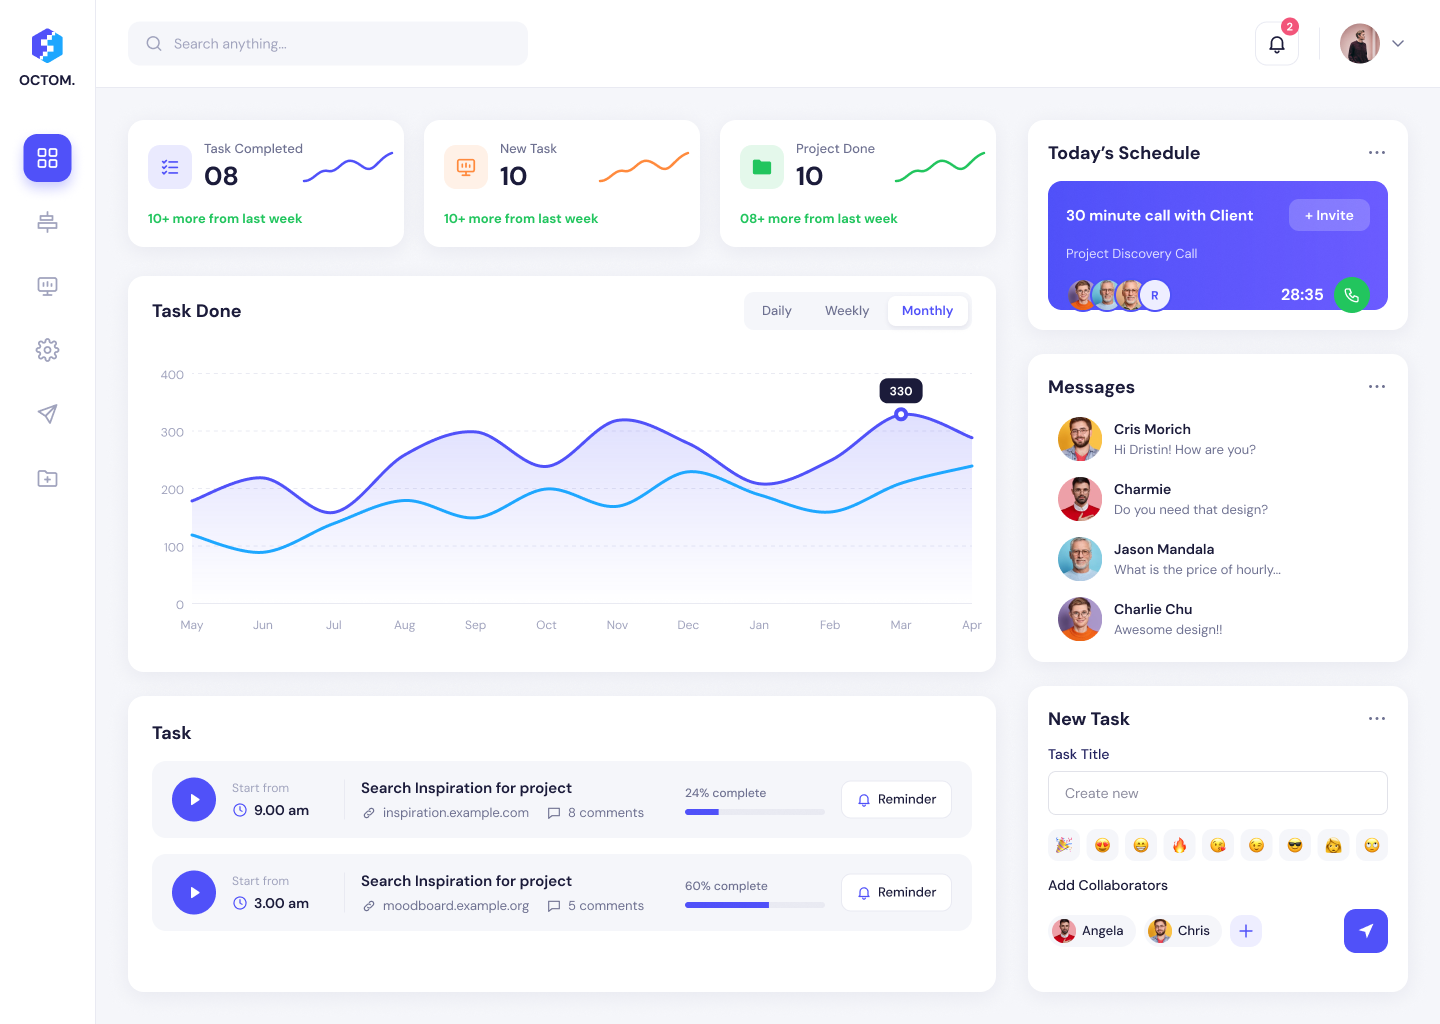 OCTOM.
Search anything...
2
Task Completed
08
10+ more from last week
New Task
10
10+ more from last week
Project Done
10
08+ more from last week
Task Done
Daily
Weekly
Monthly
400
300
200
100
0
330
May
Jun
Jul
Aug
Sep
Oct
Nov
Dec
Jan
Feb
Mar
Apr
Task
Start from
9.00 am
Search Inspiration for project
inspiration.example.com
8 comments
24% complete
Reminder
Start from
3.00 am
Search Inspiration for project
moodboard.example.org
5 comments
60% complete
Reminder
Today's Schedule
30 minute call with Client
+ Invite
Project Discovery Call
R
28:35
Messages
Cris Morich
Hi Dristin! How are you?
Charmie
Do you need that design?
Jason Mandala
What is the price of hourly...
Charlie Chu
Awesome design!!
New Task
Task Title
Create new
Add Collaborators
Angela
Chris